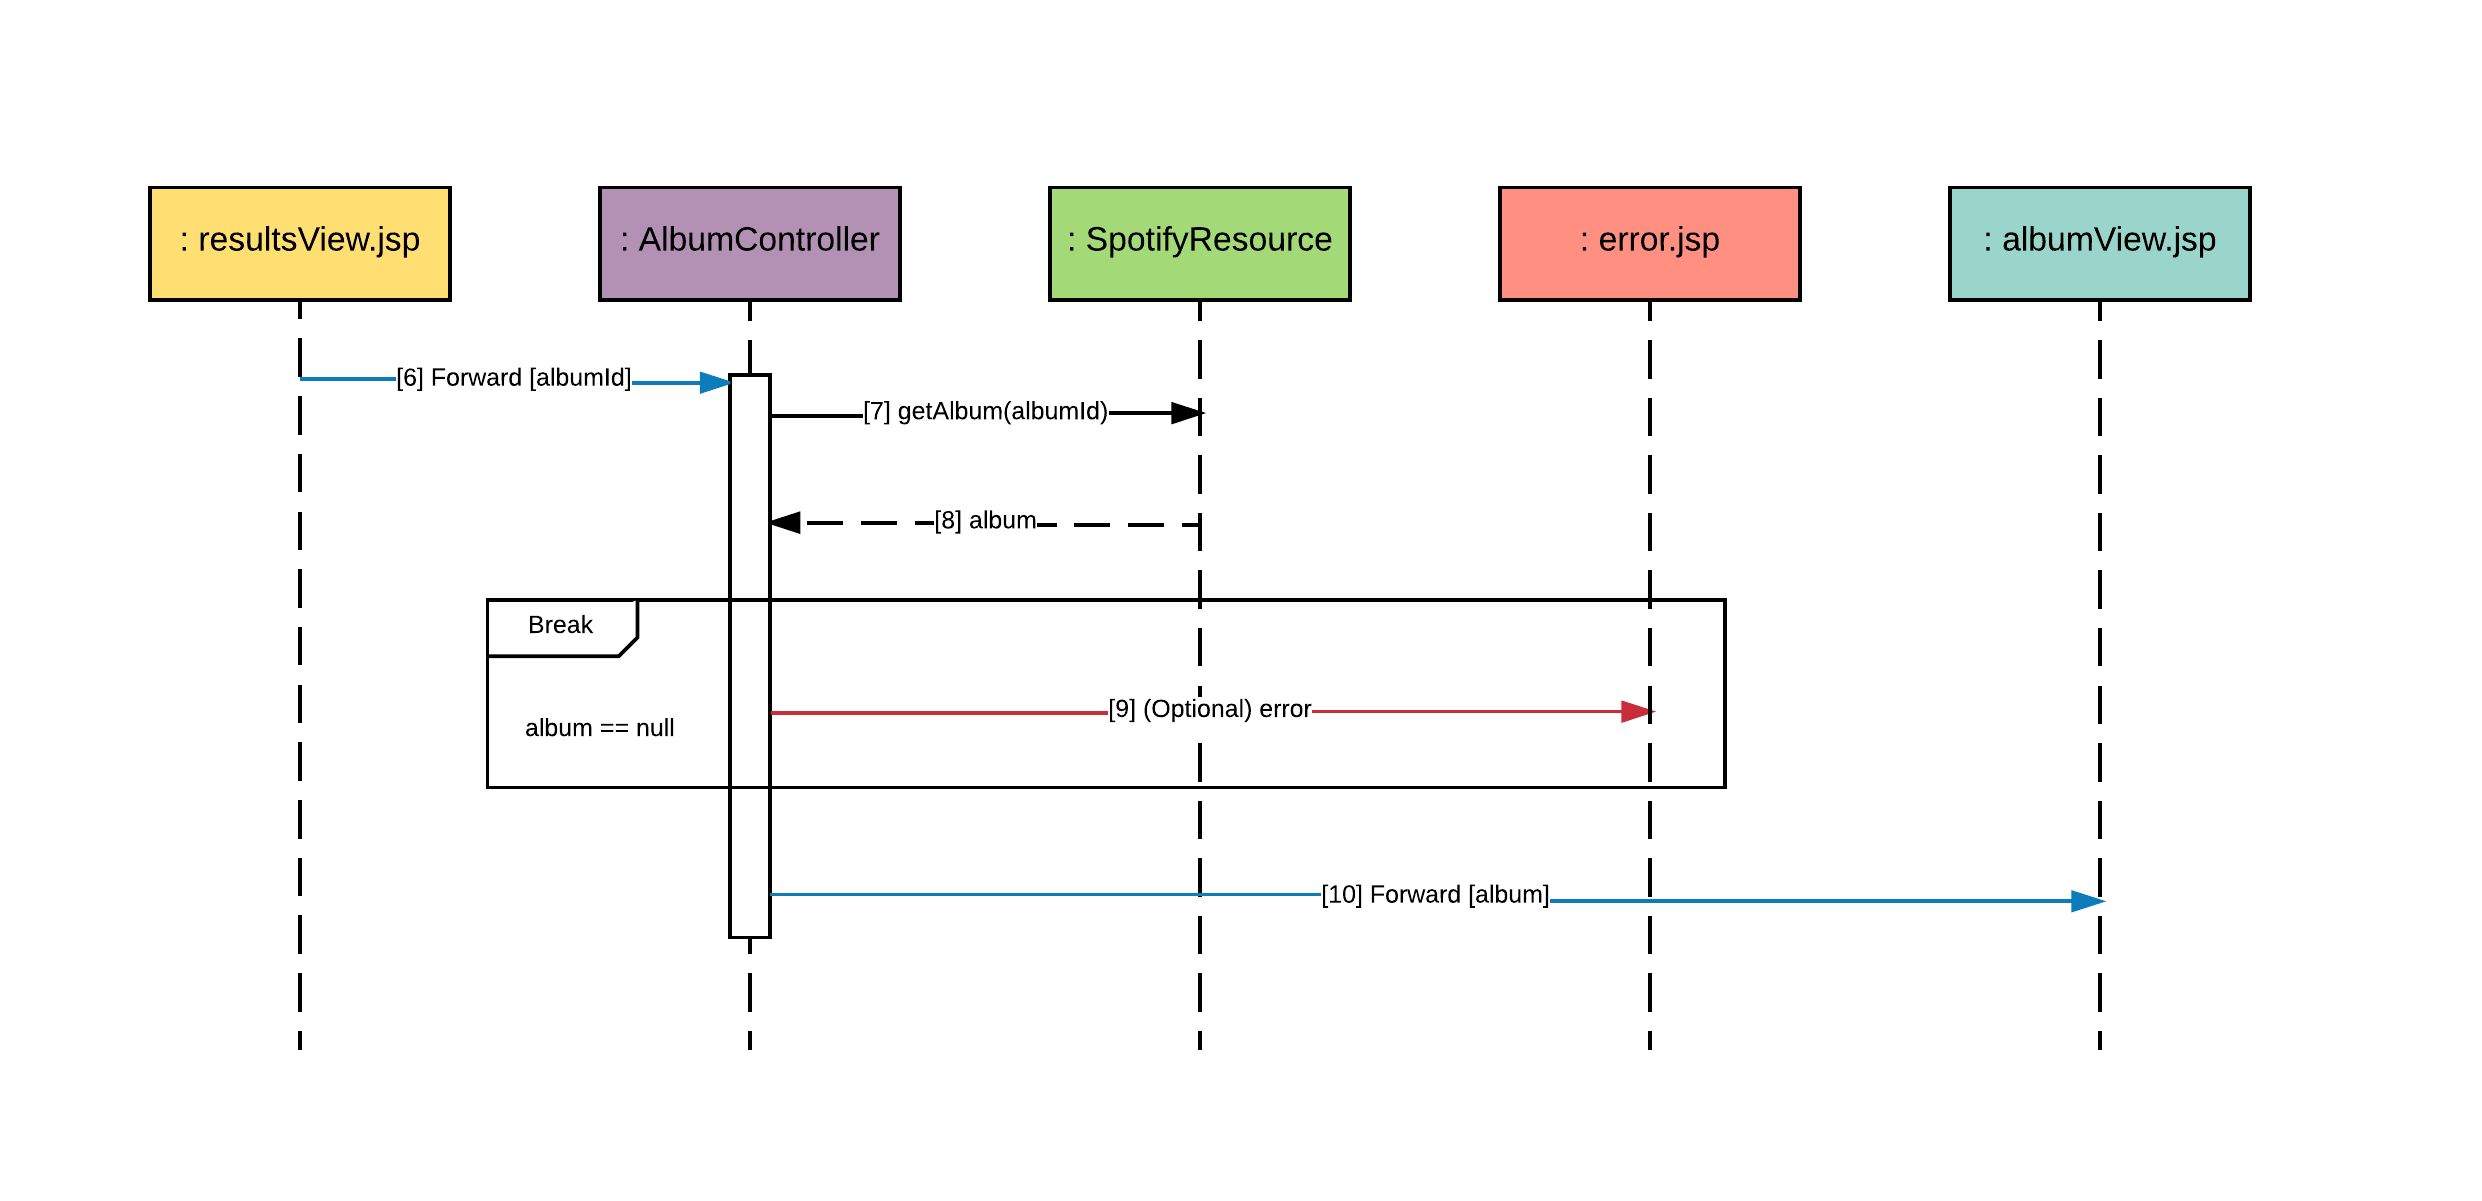 : resultsView.jsp
: AlbumController
: SpotifyResource
: error.jsp
: albumView.jsp
[6] Forward [albumId]
[7] getAlbum(albumId)
[8] album
Break
[9] (Optional) error
album == null
[10] Forward [album]